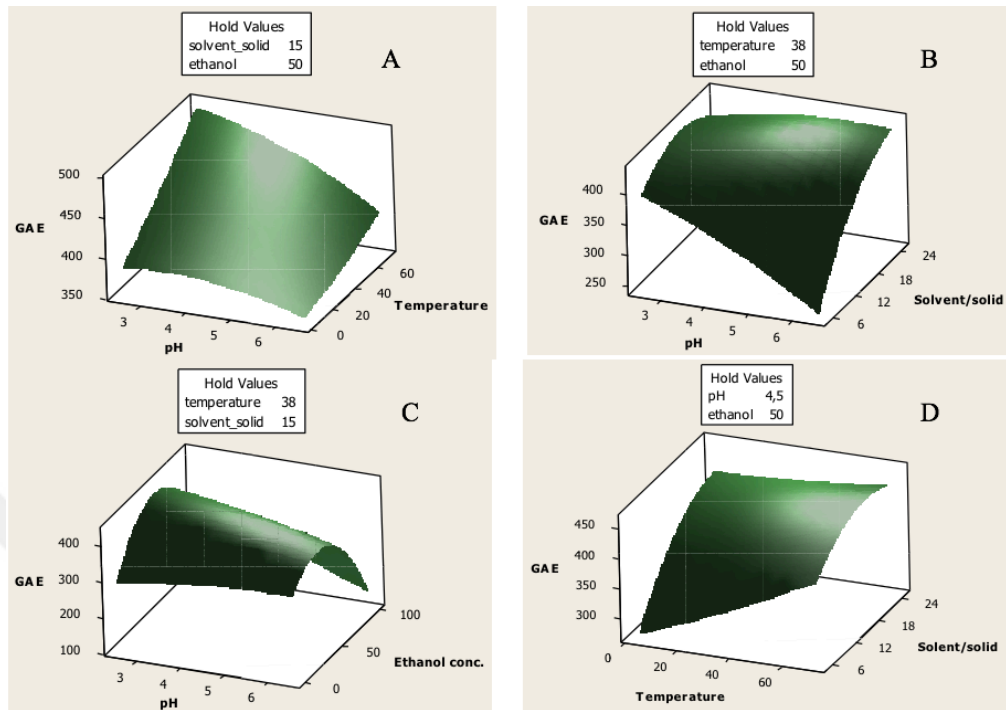 Hold Values
solvent_solid 15
ethanol 50
A
500
450
GAE
400
350
3
4
5
6
pH
0
20
40
60
Temperature
Hold Values
temperature 38
ethanol 50
B
400
350
GAE
300
250
3
4
5
6
pH
6
12
18
24
Solvent/solid
Hold Values
temperature 38
solvent_solid 15
C
400
300
GAE
200
100
3
4
5
6
pH
0
50
100
Ethanol conc.
Hold Values
pH 4,5
ethanol 50
D
450
400
GAE
350
300
0
20
40
60
Temperature
6
12
18
24
Solent/solid